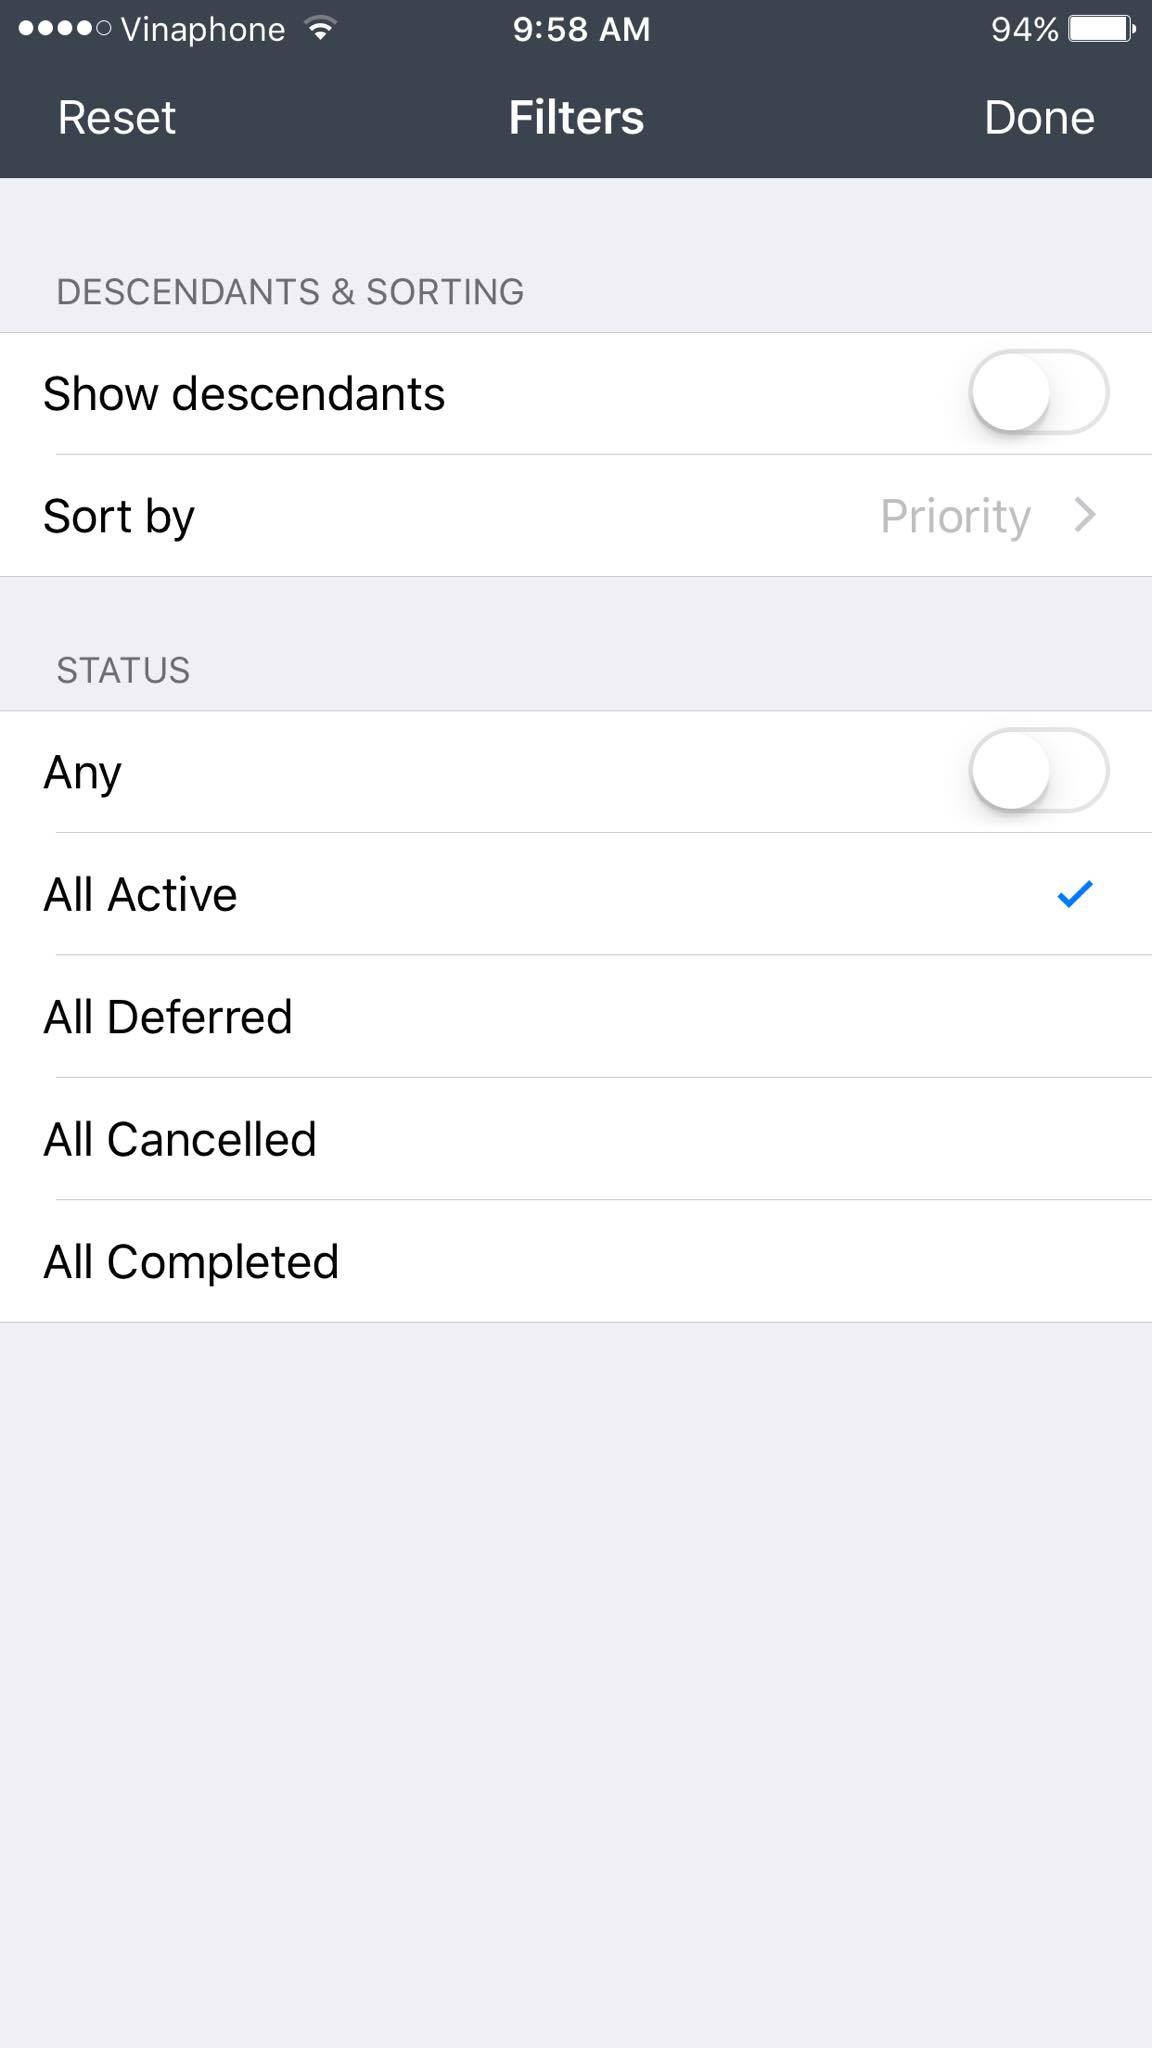 Vinaphone 9:58 AM 94%
Reset Filters Done
DESCENDANTS & SORTING
Show descendants
Sort by Priority
STATUS
Any
All Active
All Deferred
All Cancelled
All Completed